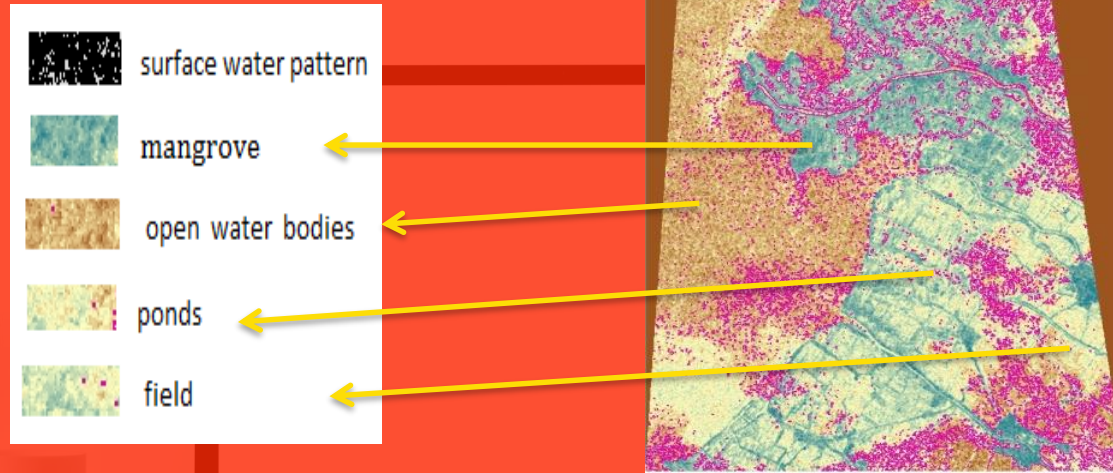 surface water pattern
mangrove
open water bodies
ponds
field